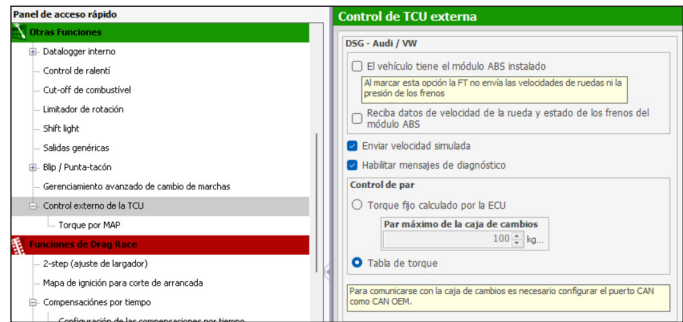 Panel de acceso rápido
Otras Funciones
Datalogger interno
Control de ralentí
Cut-off de combustível
Limitador de rotación
Shift light
Salidas genéricas
Blip / Punta-tacón
Gerenciamiento avanzado de cambio de marchas
Control externo de la TCU
Torque por MAP
Funciones de Drag Race
2-step (ajuste de largador)
Mapa de ignición para corte de arrancada
Compensaciónes por tiempo
Configuración de las compensaciones por tiempo
Control de TCU externa
DSG - Audi / VW
El vehículo tiene el módulo ABS instalado
Al marcar esta opción la FT no envía las velocidades de ruedas ni la
presión de los frenos
Reciba datos de velocidad de la rueda y estado de los frenos del
módulo ABS
Enviar velocidad simulada
Habilitar mensajes de diagnóstico
Control de par
Torque fijo calculado por la ECU
Par máximo de la caja de cambios
100 kg...
Tabla de torque
Para comunicarse con la caja de cambios es necesario configurar el puerto CAN
como CAN OEM.